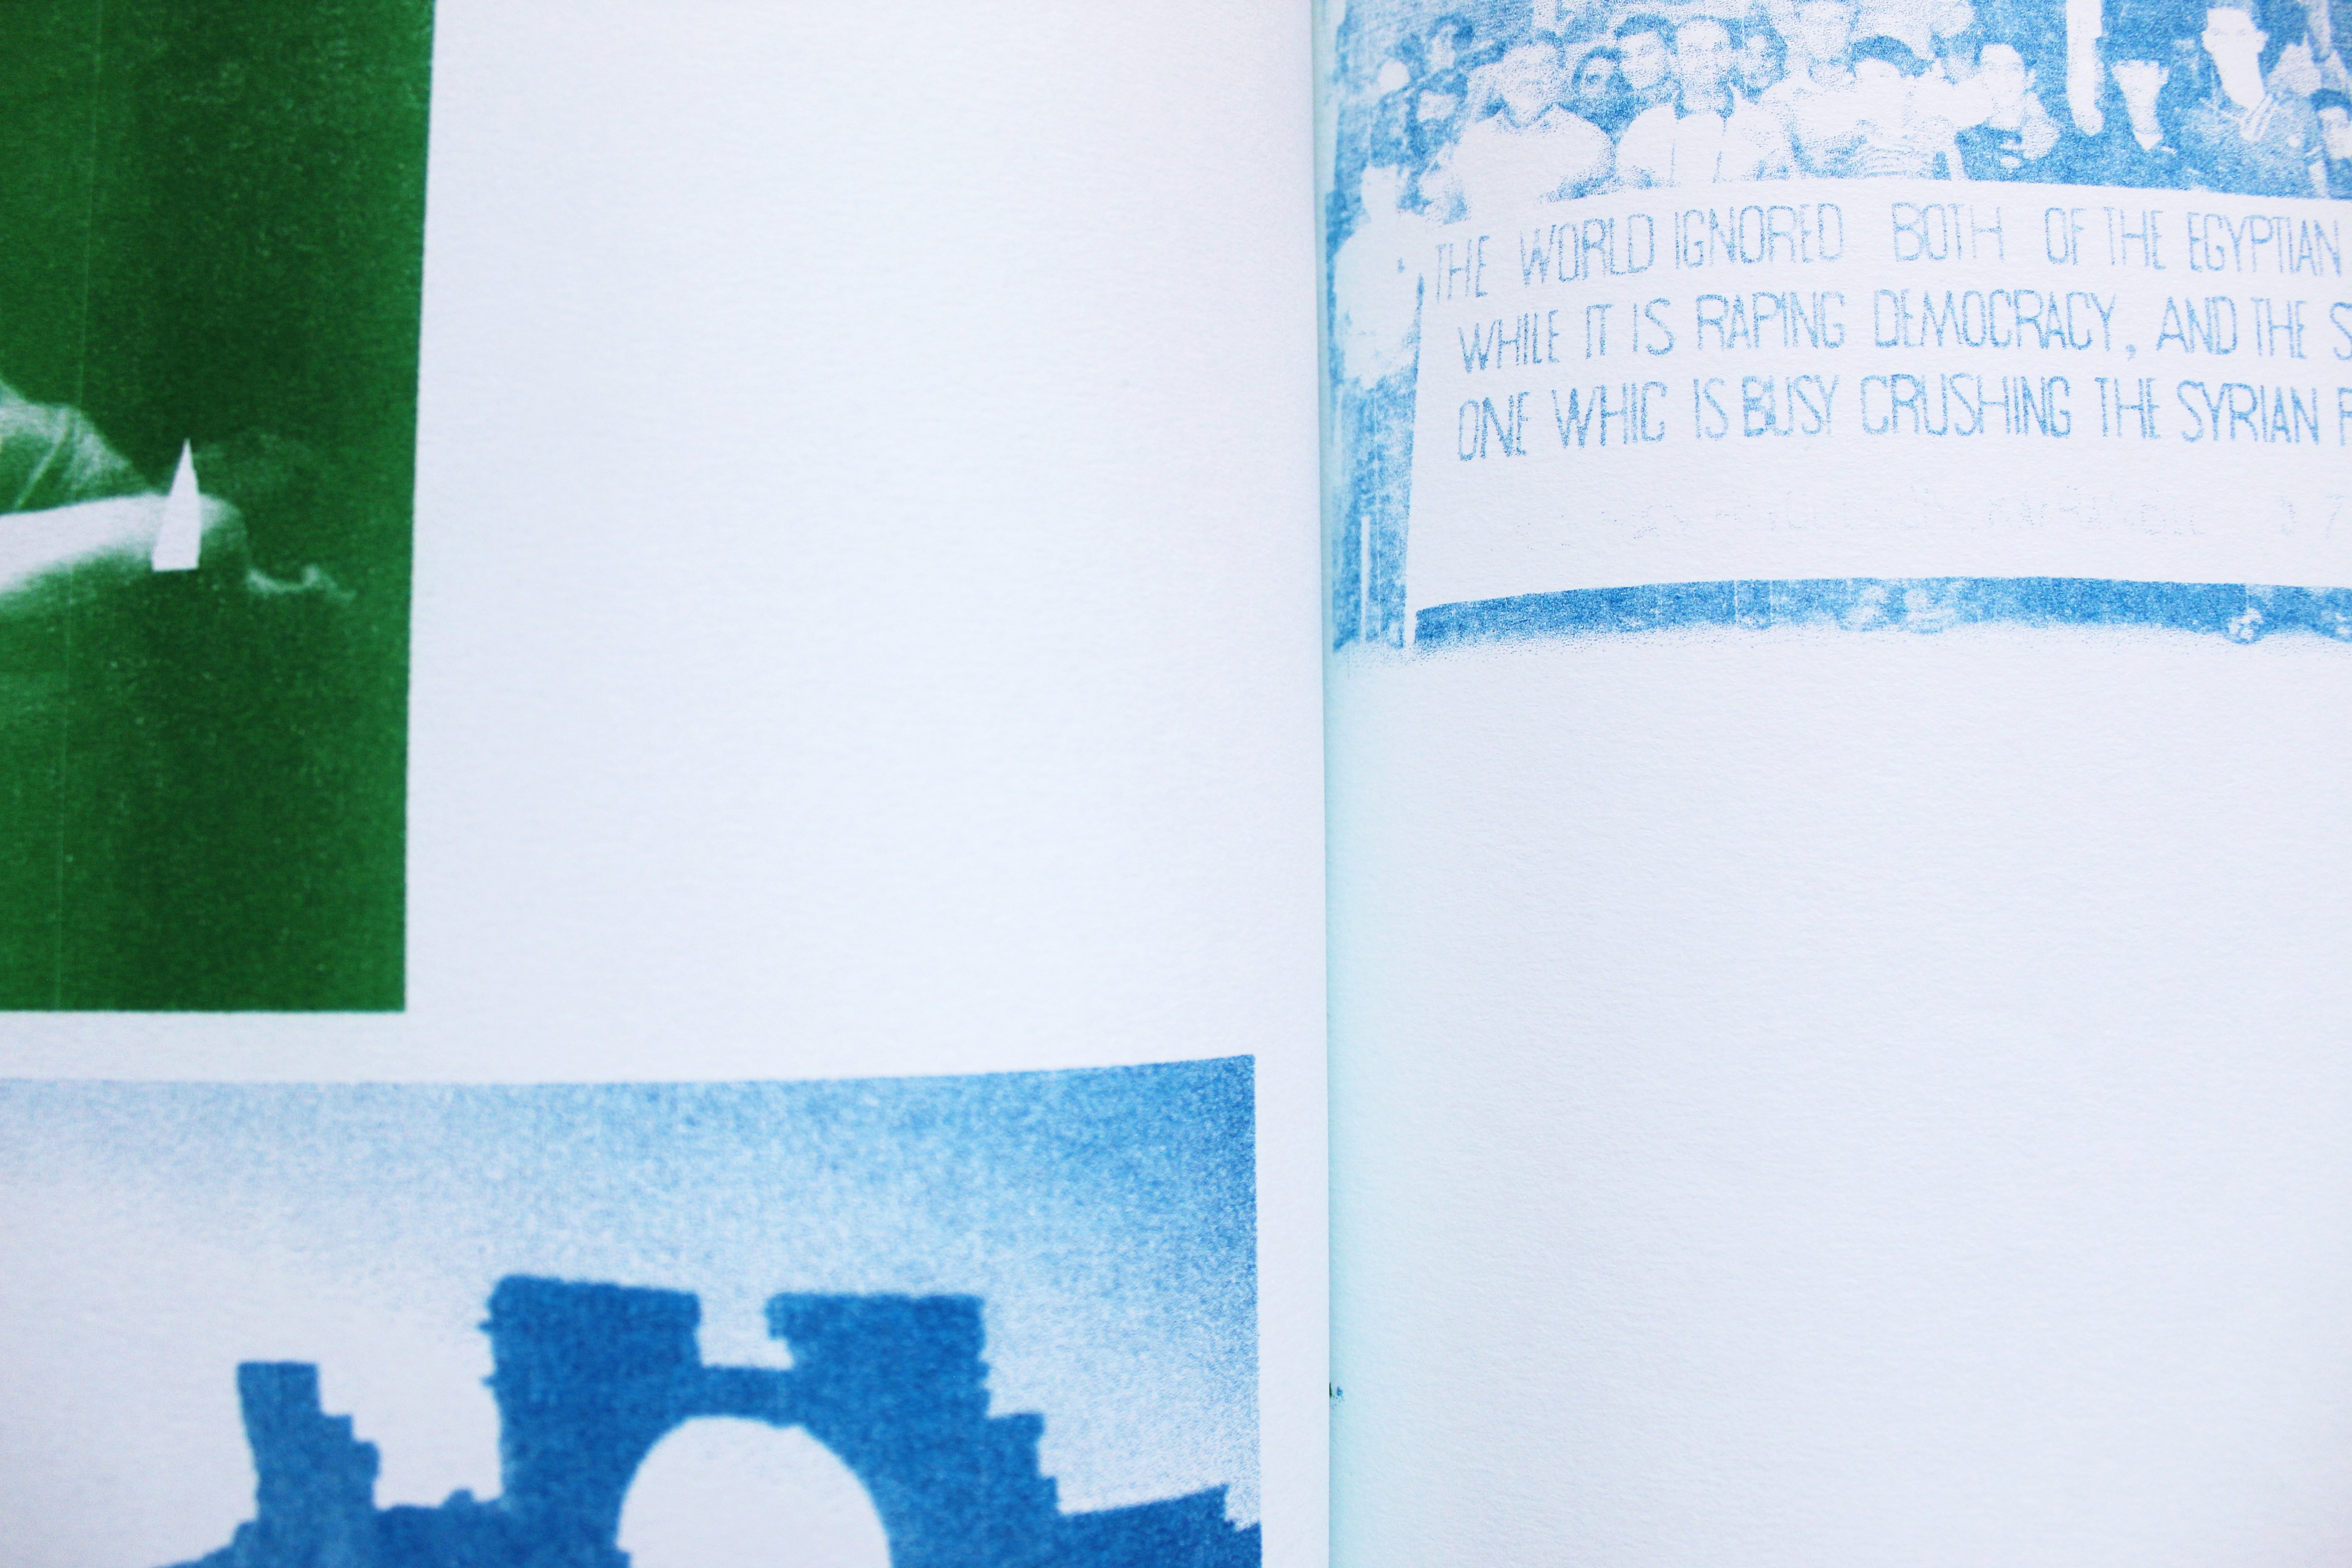 THE WORLD IGNORED BOTH OF THE EGYPTIAN
WHILE IT IS RAPING DEMOCRACY, AND THE S
ONE WHIC IS BUSY CRUSHING THE SYRIAN